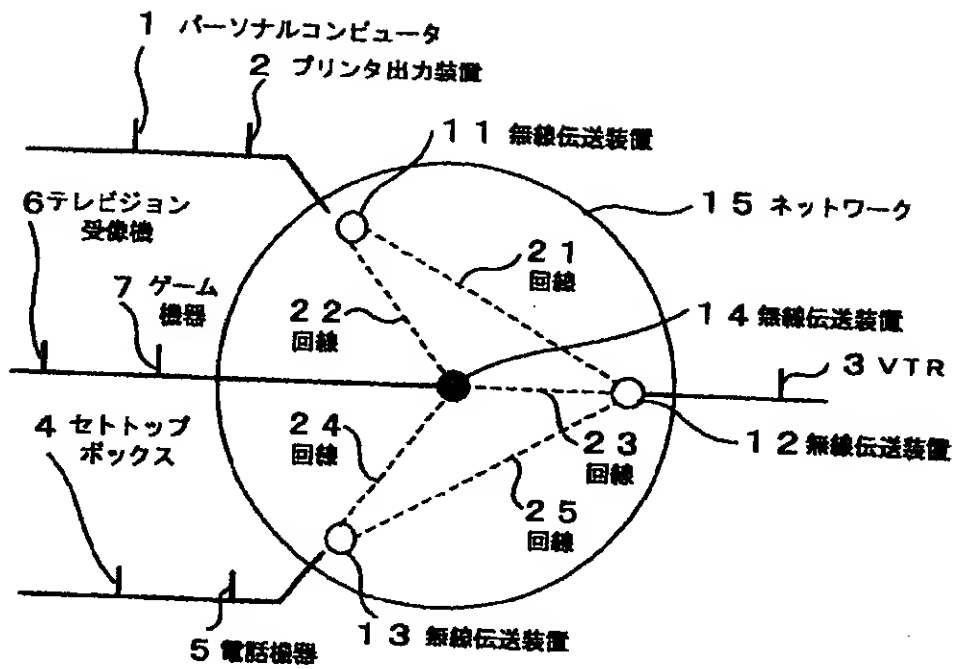 1 パーソナルコンピュータ
2 プリンタ出力装置
11 無線伝送装置
6テレビジョン
受像機
15 ネットワーク
7 ゲーム
機器
21
回線
22
回線
14無線伝送装置
3 VTR
4 セトトップ
ボックス
24
回線
23
回線
12無線伝送装置
25
回線
5 電話機器
13 無線伝送装置